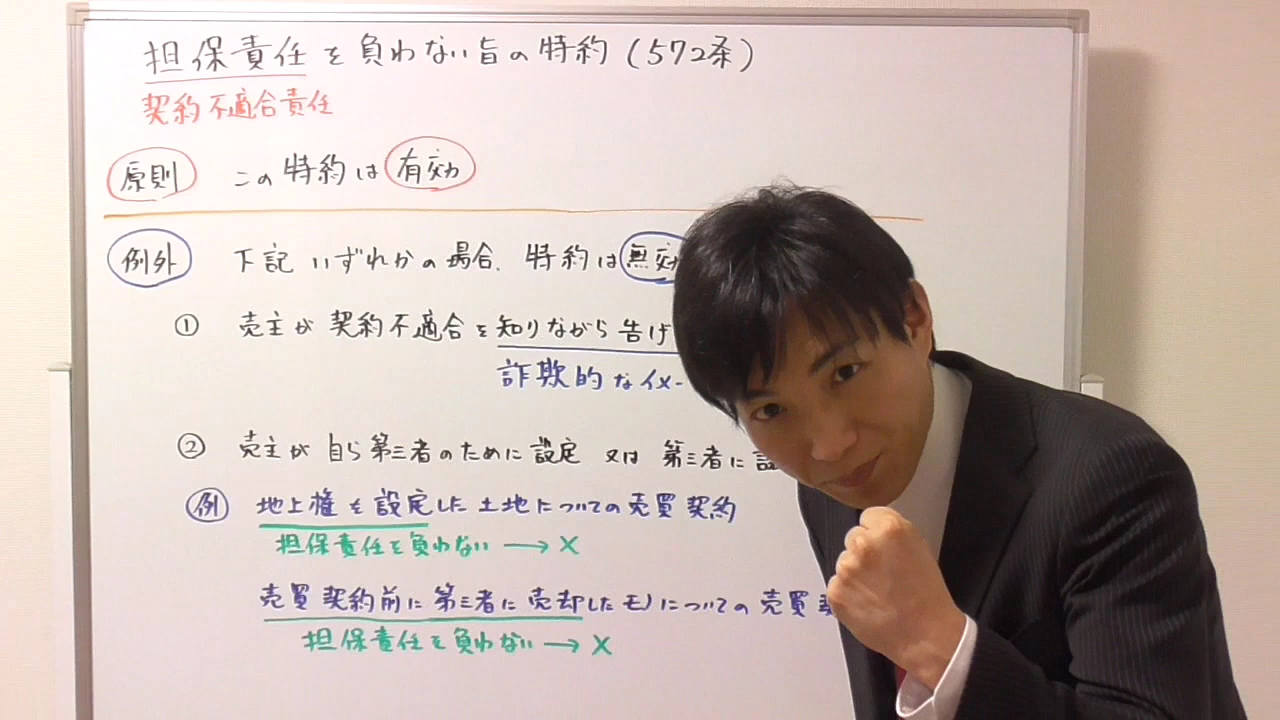 担保責任を負わない旨の特約(572条)
契約不適合責任
原則 この特約は有効
例外 下記いずれかの場合、特約は無効
① 売主が契約不適合を知りながら告げ
詐欺的なイメー
② 売主が自ら第三者のために設定 又は 第三者に
例 地上権を設定した土地についての売買契約
担保責任を負わない → ×
売買契約前に第三者に売却したモノについての売買
担保責任を負わない → ×